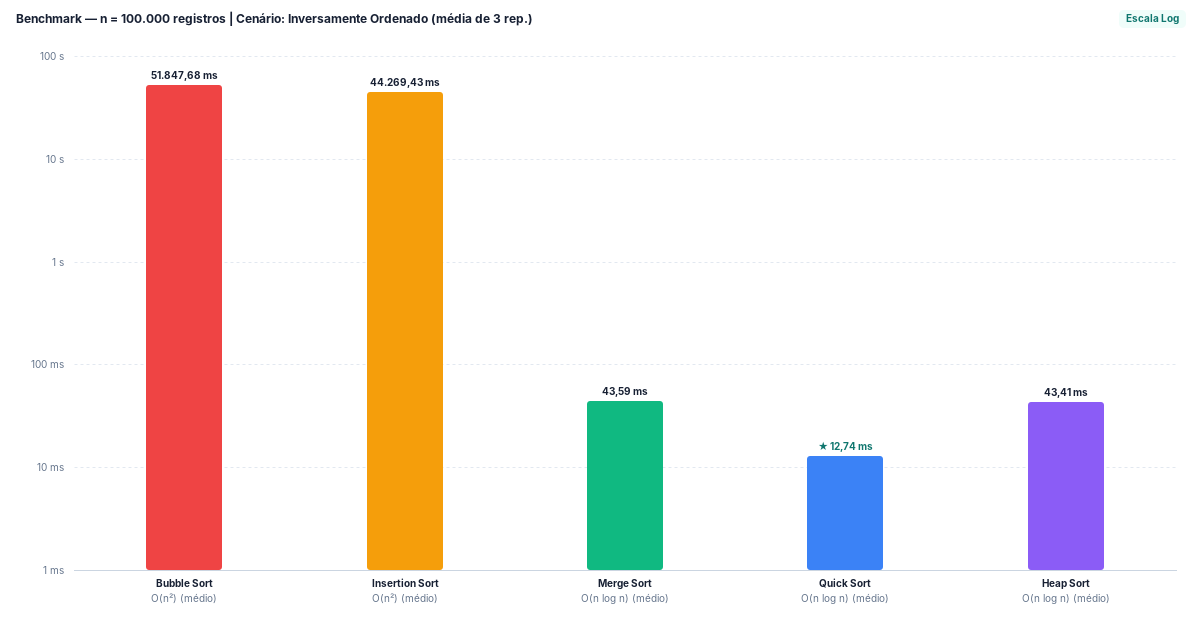 Benchmark — n = 100.000 registros | Cenário: Inversamente Ordenado (média de 3 rep.)
Escala Log
100 s
10 s
1 s
100 ms
10 ms
1 ms
51.847,68 ms
44.269,43 ms
43,59 ms
★ 12,74 ms
43,41 ms
Bubble Sort
O(n²) (médio)
Insertion Sort
O(n²) (médio)
Merge Sort
O(n log n) (médio)
Quick Sort
O(n log n) (médio)
Heap Sort
O(n log n) (médio)